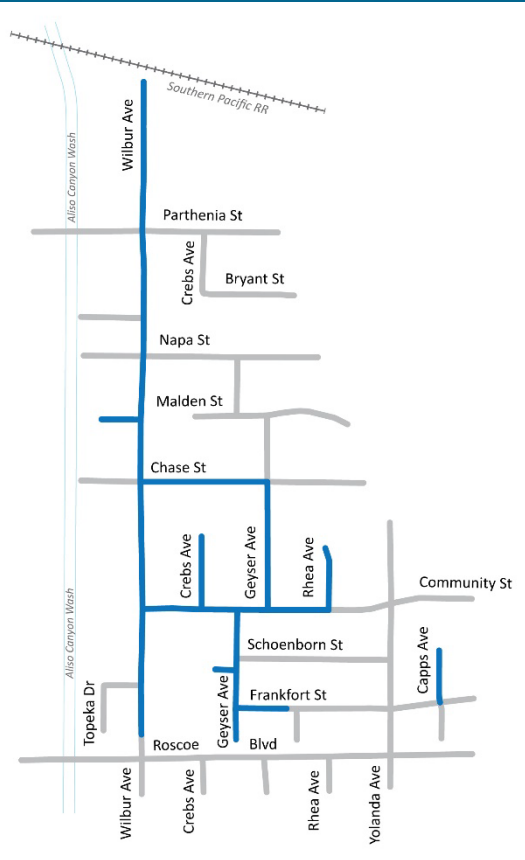 Southern Pacific RR
Wilbur Ave
Aliso Canyon Wash
Parthenia St
Crebs Ave
Bryant St
Napa St
Malden St
Chase St
Crebs Ave
Geyser Ave
Rhea Ave
Community St
Aliso Canyon Wash
Schoenborn St
Capps Ave
Topeka Dr
Geyser Ave
Frankfort St
Roscoe Blvd
Wilbur Ave
Crebs Ave
Rhea Ave
Yolanda Ave